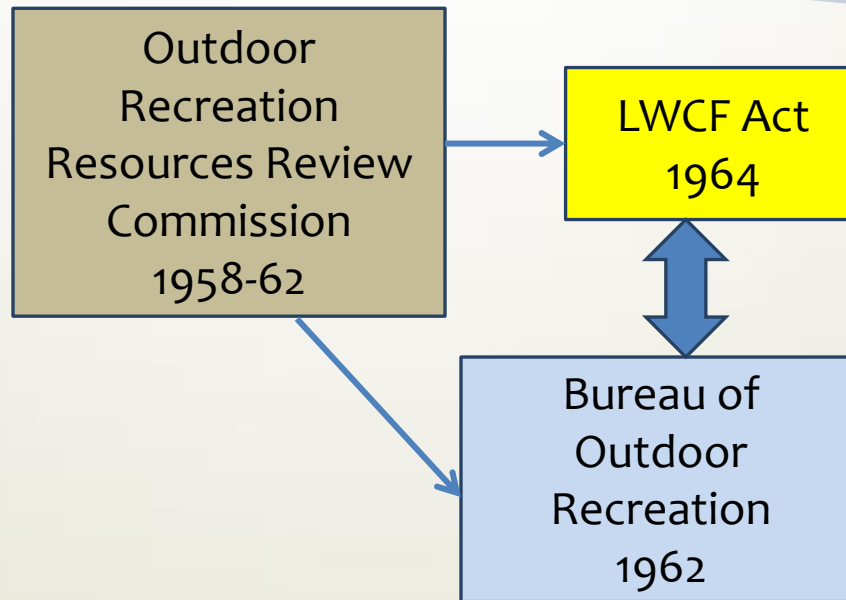 Outdoor
Recreation
Resources Review
Commission
1958-62
LWCF Act
1964
Bureau of
Outdoor
Recreation
1962